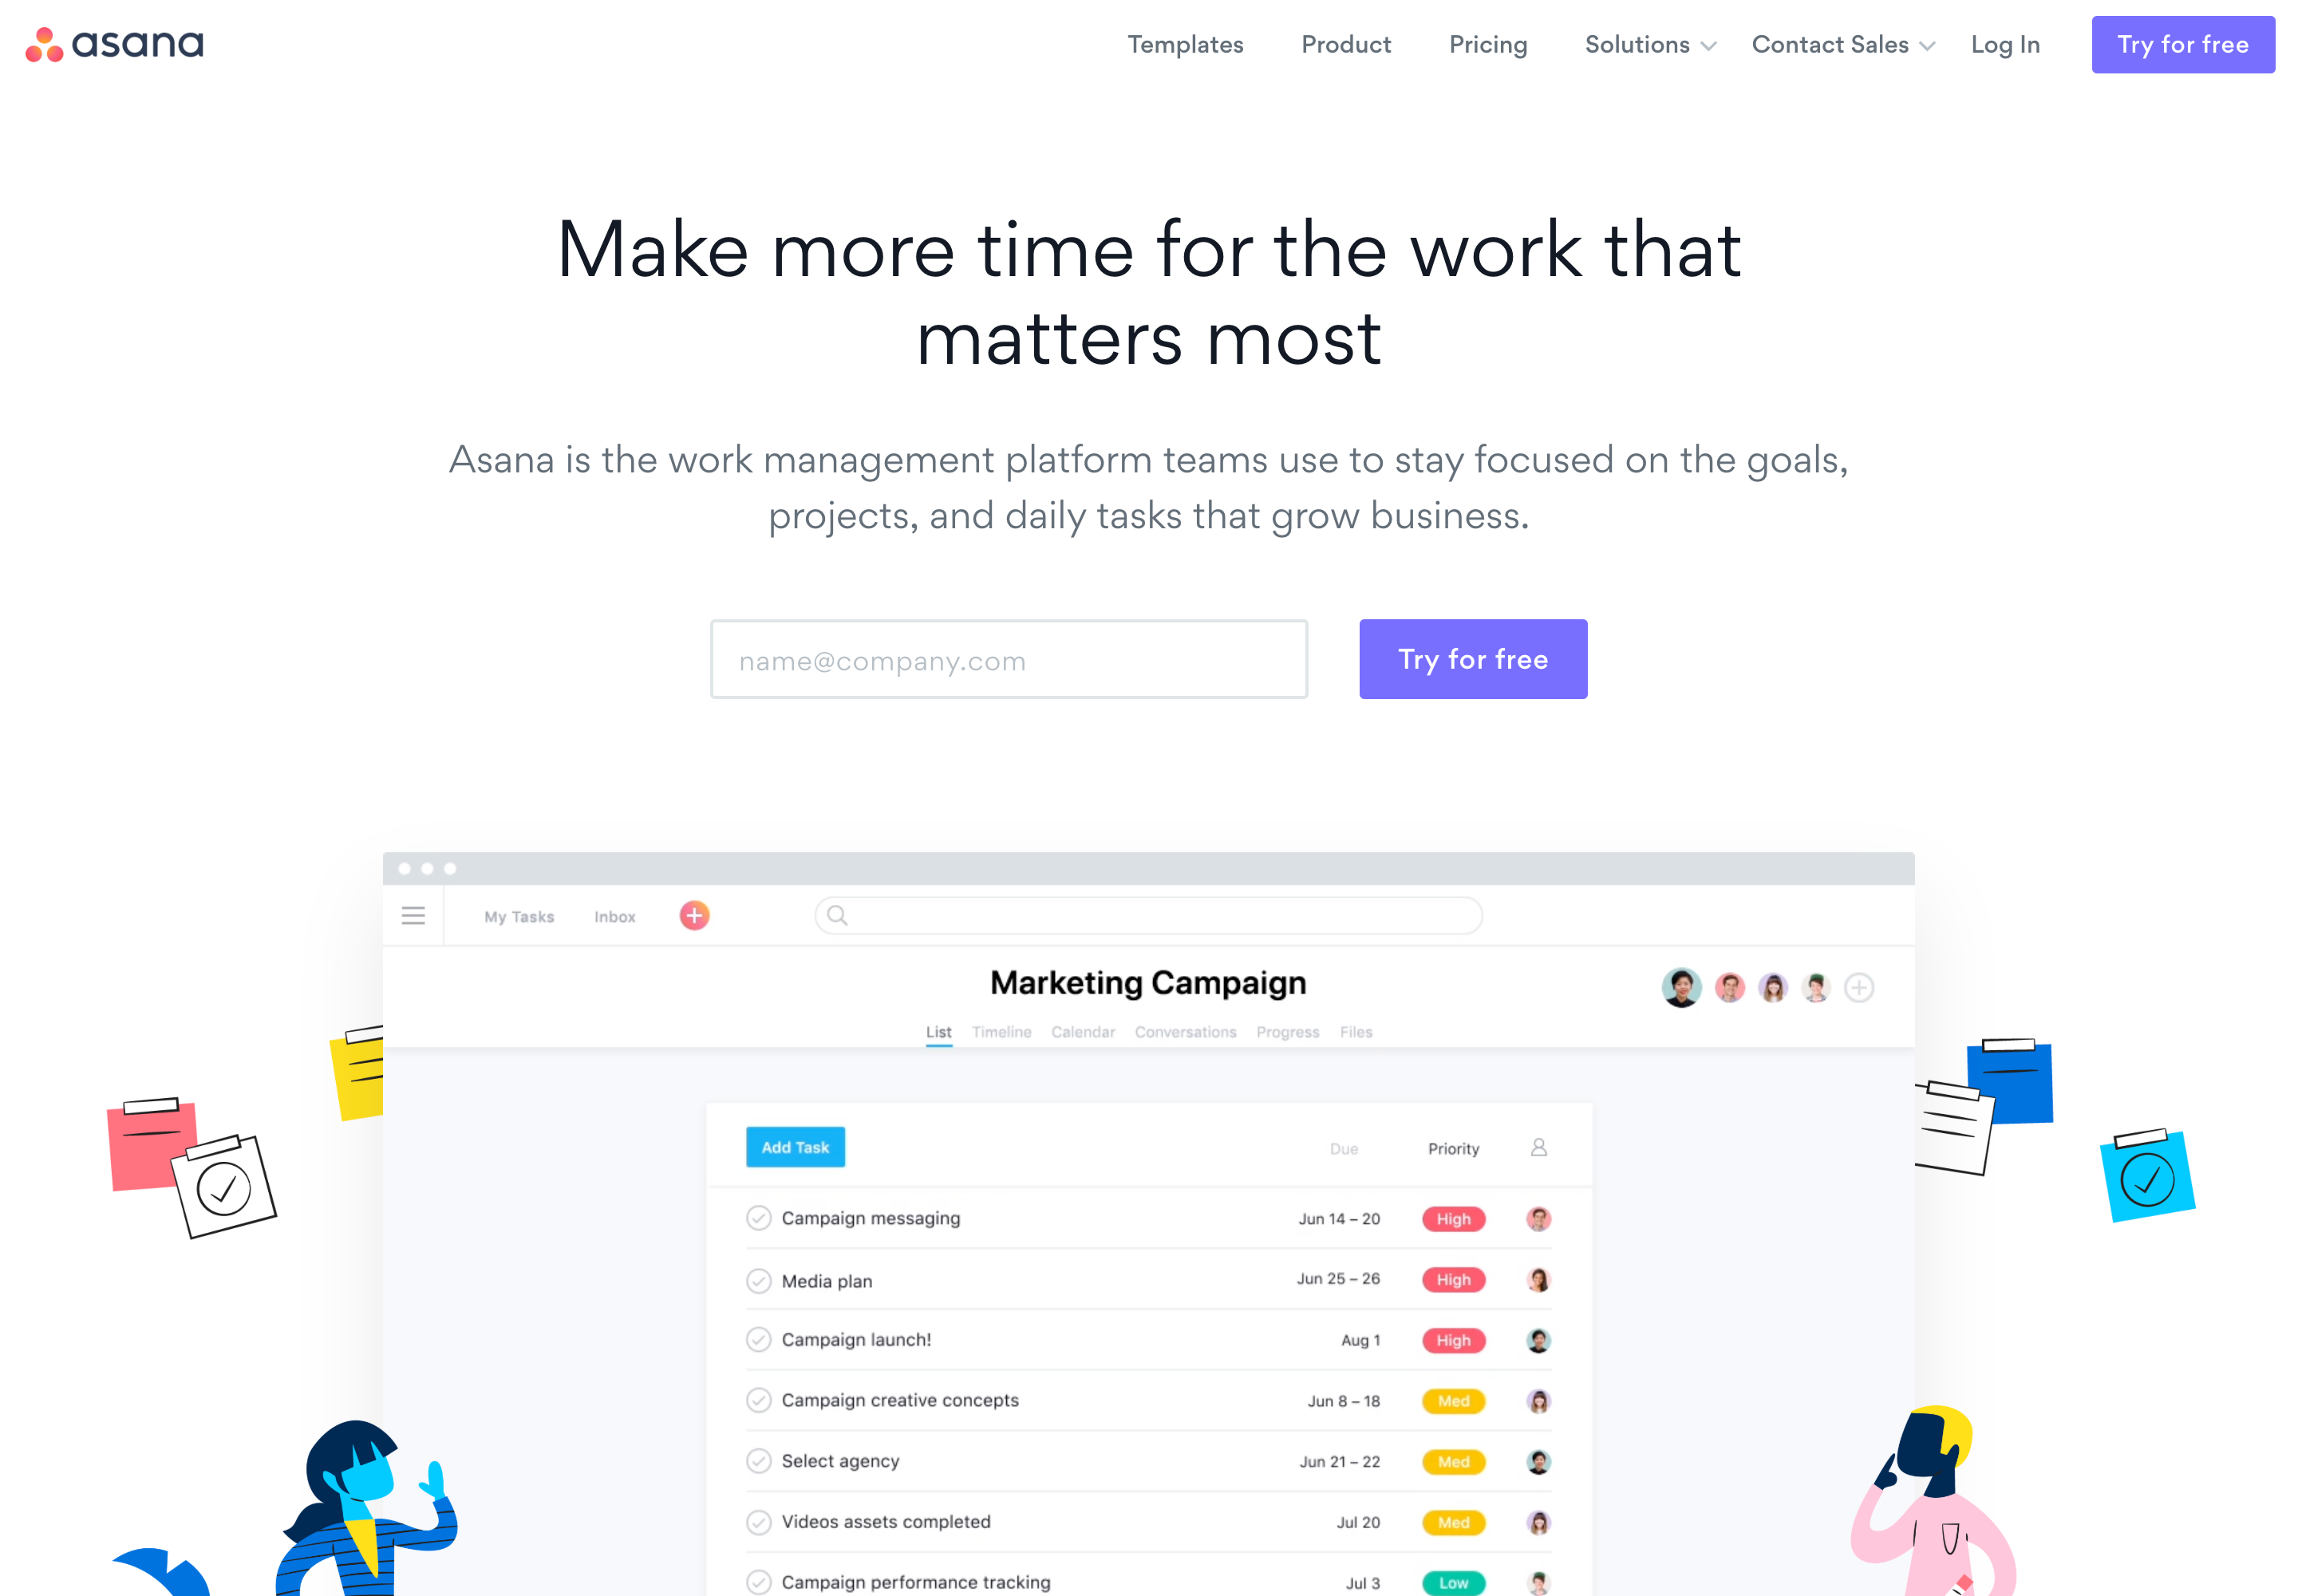 asana
Templates Product Pricing Solutions Contact Sales Log In Try for free
Make more time for the work that
matters most
Asana is the work management platform teams use to stay focused on the goals,
projects, and daily tasks that grow business.
name@company.com Try for free
My Tasks Inbox
Marketing Campaign
List Timeline Calendar Conversations Progress Files
Add Task Due Priority
Campaign messaging Jun 14 – 20 High
Media plan Jun 25 – 26 High
Campaign launch! Aug 1 High
Campaign creative concepts Jun 8 – 18 Med
Select agency Jun 21 – 22 Med
Videos assets completed Jul 20 Med
Campaign performance tracking Jul 3 Low